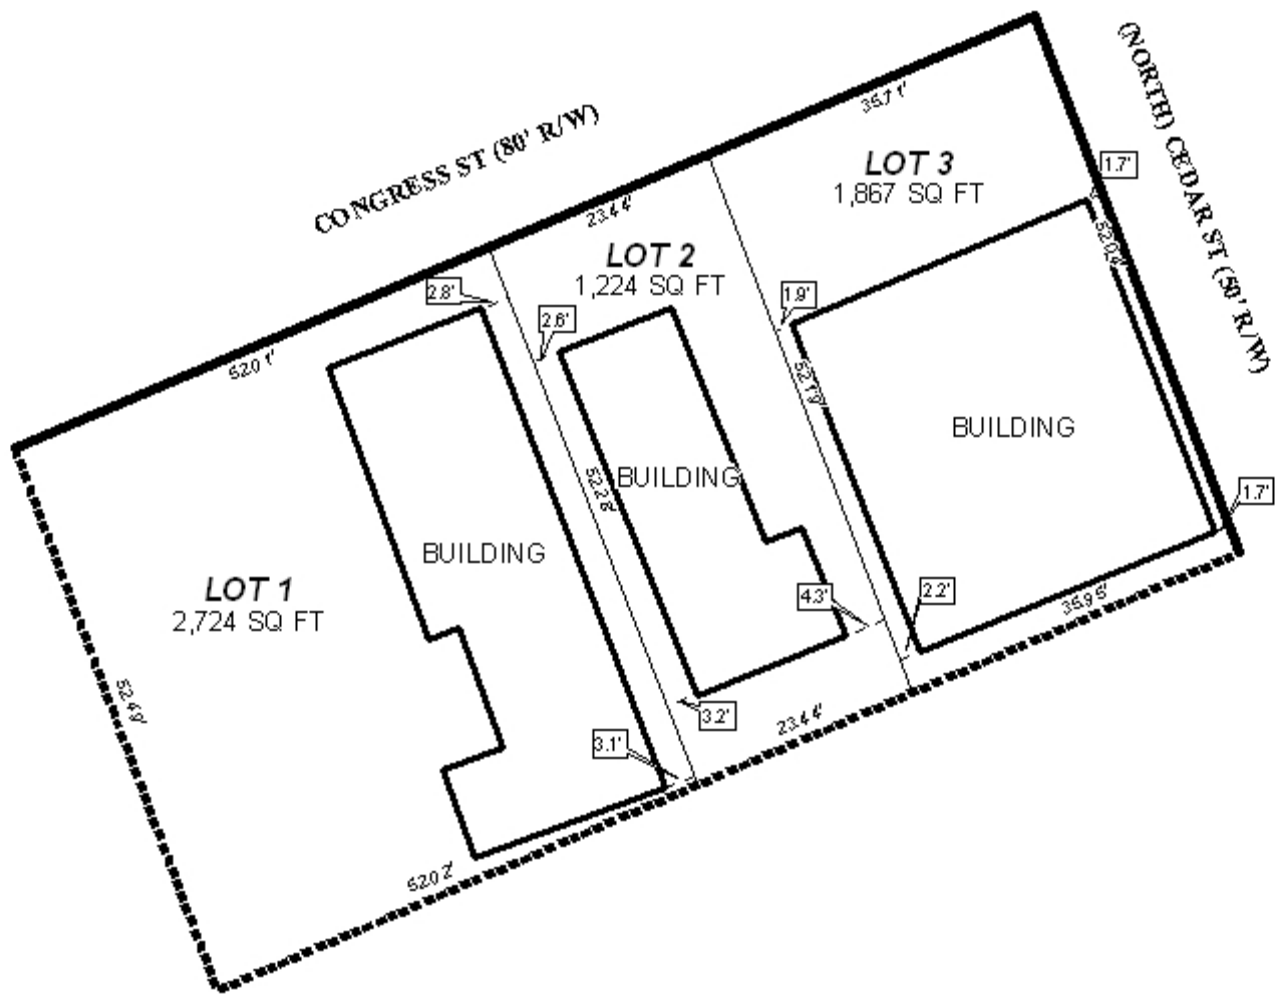 CONGRESS ST (80' R/W)
(NORTH) CEDAR ST (50' R/W)
35.71'
LOT 3
1,867 SQ FT
1.7'
23.44'
LOT 2
1,224 SQ FT
52.04'
2.8'
2.6'
1.9'
52.01'
52.19'
BUILDING
BUILDING
52.28'
1.7'
BUILDING
LOT 1
2,724 SQ FT
4.3'
2.2'
35.95'
52.49'
3.2'
23.44'
3.1'
52.02'